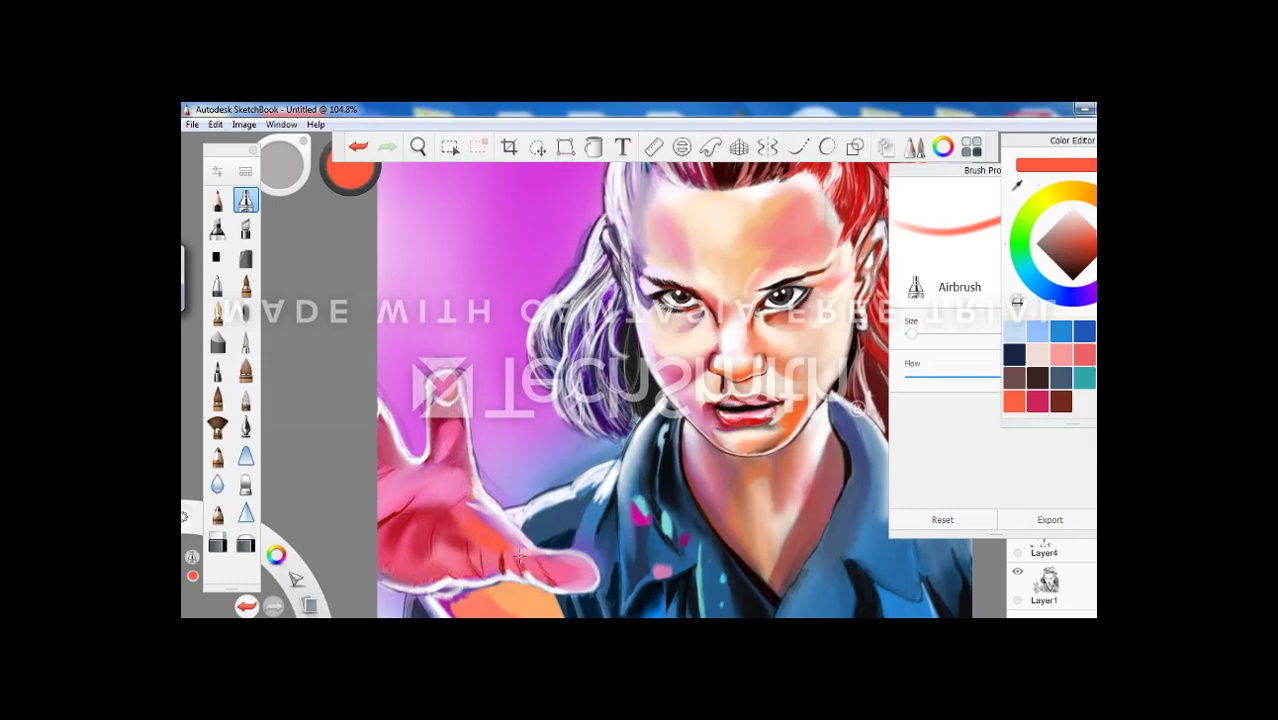 Autodesk SketchBook - Untitled @ 104.8%
File Edit Image Window Help
T
Color Editor
Brush Pro
Airbrush
MADE WITH CAMTASIA FREE TRIAL
Size
Flow
TechSmith®
Reset Export
Layer4
Layer1